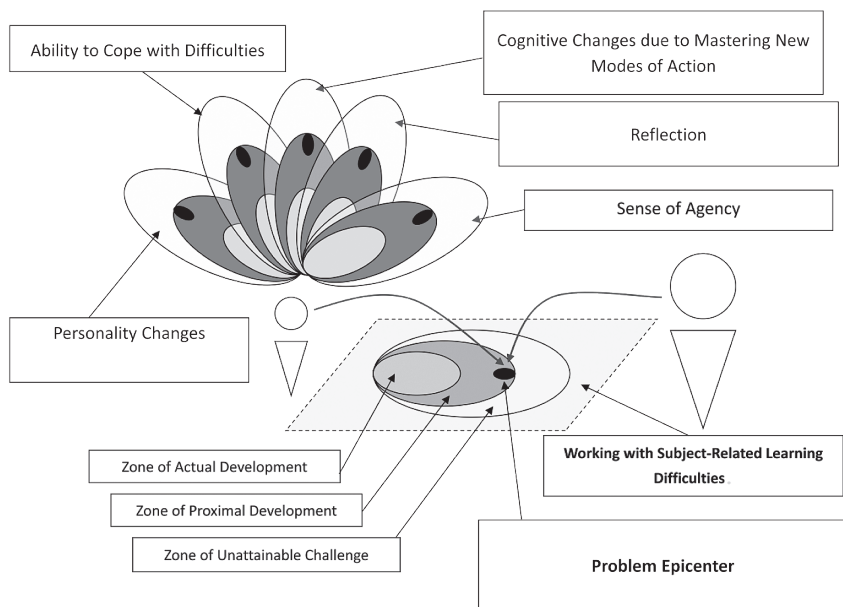 Ability to Cope with Difficulties
Cognitive Changes due to Mastering New
Modes of Action
Reflection
Sense of Agency
Personality Changes
Zone of Actual Development
Zone of Proximal Development
Zone of Unattainable Challenge
Working with Subject-Related Learning
Difficulties .
Problem Epicenter